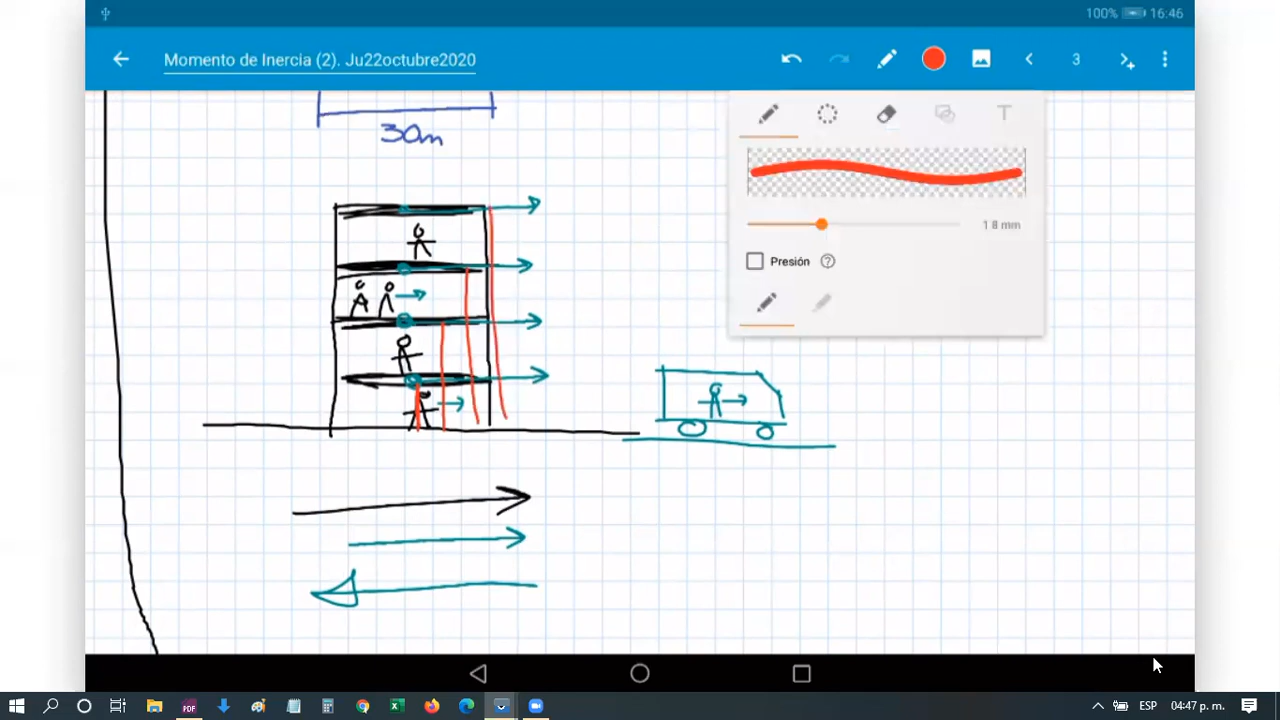 100% 16:46
Momento de Inercia (2). Ju22octubre2020
3
T
30m
1 8 mm
Presión
?
ESP 04:47 p. m.